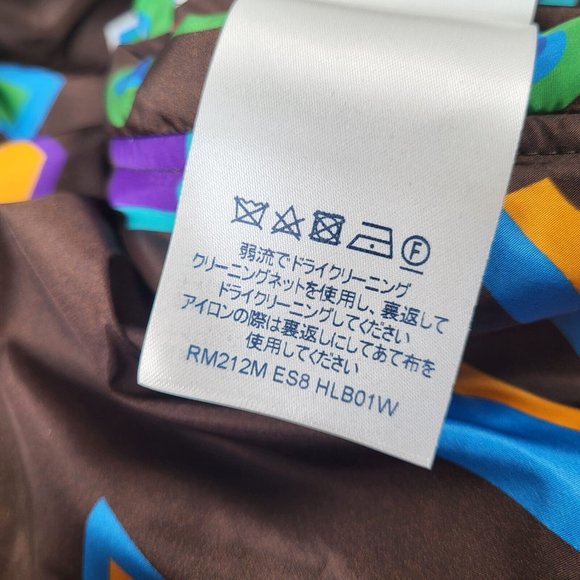 F
弱流でドライクリーニング
クリーニングネットを使用し、裏返して
ドライクリーニングしてください
アイロンの際は裏返しにしてあて布を
使用してください
RM212M ES8 HLB01W